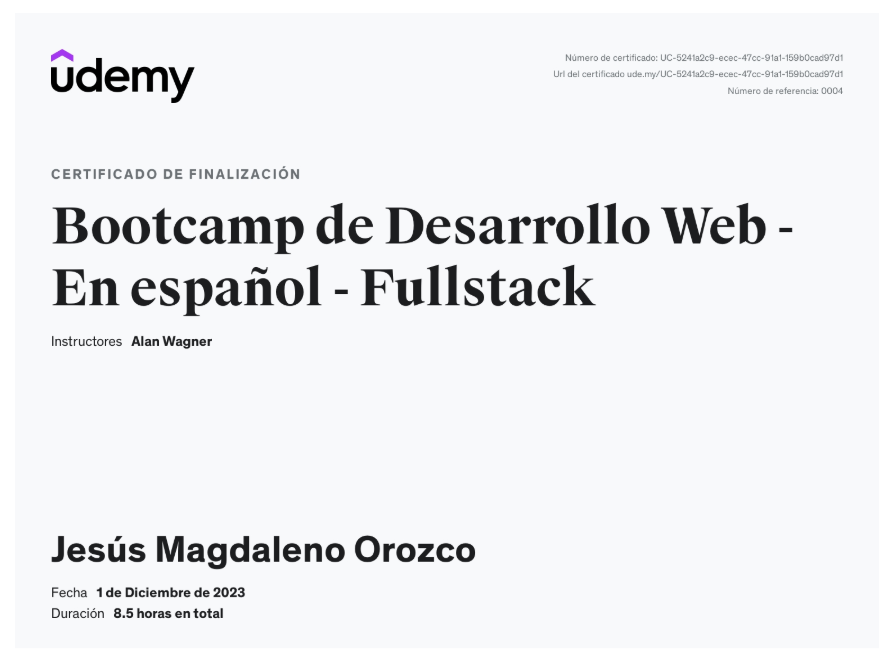 udemy
Número de certificado: UC-5241a2c9-ecec-47cc-91a1-159b0cad97d1
Url del certificado ude.my/UC-5241a2c9-ecec-47cc-91a1-159b0cad97d1
Número de referencia: 0004
CERTIFICADO DE FINALIZACIÓN
Bootcamp de Desarrollo Web -
En español - Fullstack
Instructores Alan Wagner
Jesús Magdaleno Orozco
Fecha 1 de Diciembre de 2023
Duración 8.5 horas en total